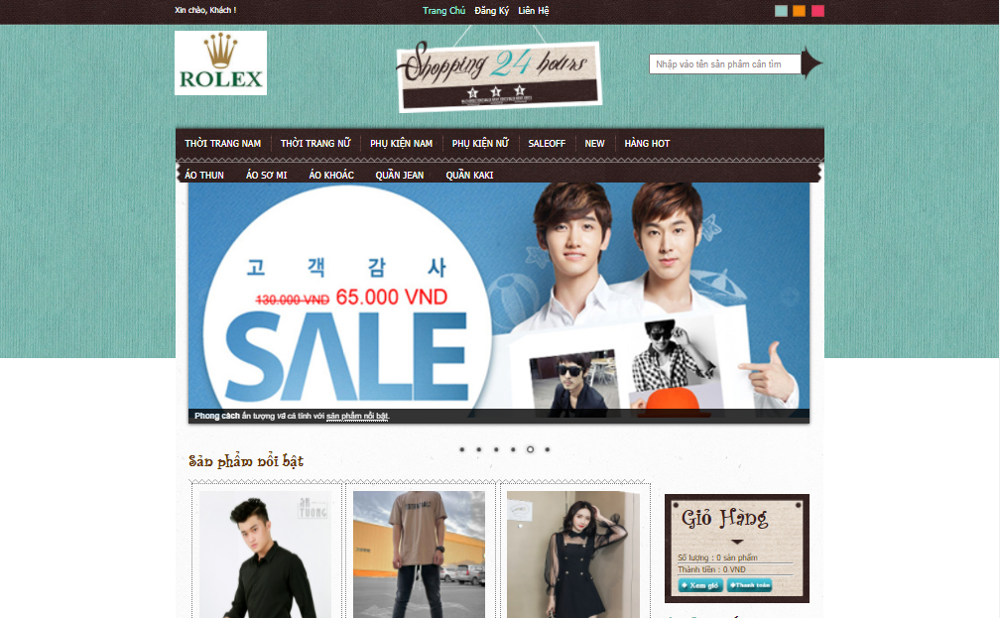 Xin chào, Khách !
Trang Chủ Đăng Ký Liên Hệ
ROLEX
Shopping 24 hours
Nhập vào tên sản phẩm cần tìm
THỜI TRANG NAM THỜI TRANG NỮ PHỤ KIỆN NAM PHỤ KIỆN NỮ SALEOFF NEW HÀNG HOT
ÁO THUN ÁO SƠ MI ÁO KHOÁC QUẦN JEAN QUẦN KAKI
고 객 감 사
130.000 VND 65.000 VND
SALE
Phong cách ấn tượng và cá tính với sản phẩm nổi bật.
Sản phẩm nổi bật
Giỏ Hàng
Số lượng : 0 sản phẩm
Thành tiền : 0 VNĐ
Xem giỏ Thanh toán